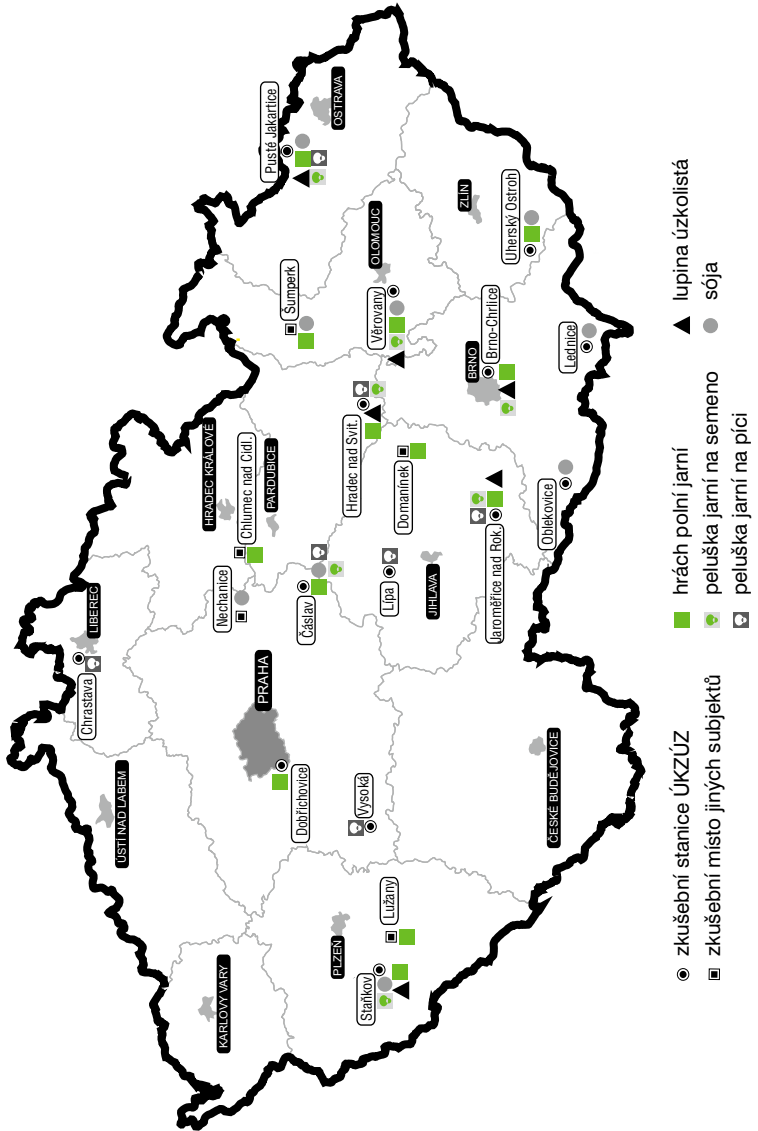 LIBEREC
Chrastava
ÚSTÍ NAD LABEM
KARLOVY VARY
HRADEC KRÁLOVÉ
Chlumec nad Cidl.
PARDUBICE
Nechanice
PRAHA
Dobřichovice
Čáslav
Pusté Jakartice
OSTRAVA
Šumperk
OLOMOUC
Věrovany
Hradec nad Svit.
Domanínek
Lípa
JIHLAVA
Vysoká
PLZEŇ
Lužany
Staňkov
ZLÍN
Uherský Ostroh
BRNO
Brno-Chrlice
Jaroměřice nad Rok.
Oblekovice
Lednice
ČESKÉ BUDĚJOVICE
zkušební stanice ÚKZÚZ
zkušební místo jiných subjektů
hrách polní jarní
peluška jarní na semeno
peluška jarní na píci
lupina úzkolistá
sója